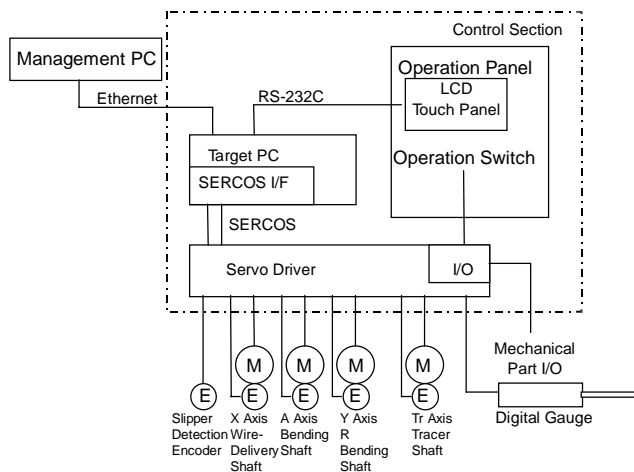 Control Section
Management PC
Operation Panel
LCD
Touch Panel
Ethernet
RS-232C
Target PC
Operation Switch
SERCOS I/F
SERCOS
Servo Driver
I/O
M
M
M
M
E
E
E
E
E
Mechanical
Part I/O
Digital Gauge
Slipper
Detection
Encoder
X Axis
Wire-
Delivery
Shaft
A Axis
Bending
Shaft
Y Axis
R
Bending
Shaft
Tr Axis
Tracer
Shaft